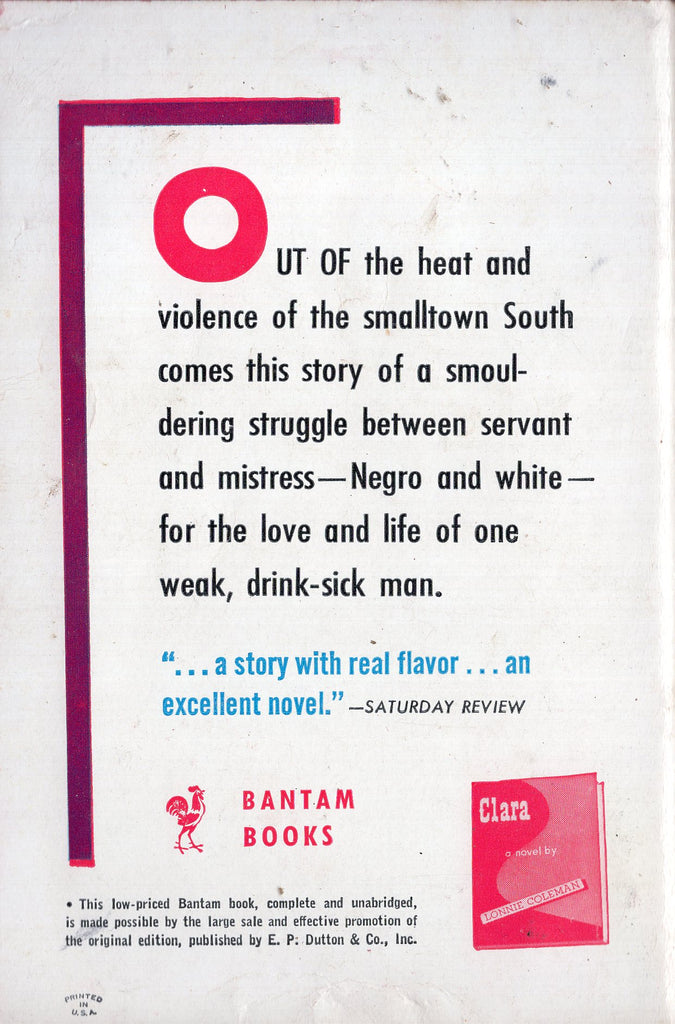 OUT OF the heat and
violence of the smalltown South
comes this story of a smoul-
dering struggle between servant
and mistress—Negro and white—
for the love and life of one
weak, drink-sick man.
“. . . a story with real flavor . . . an
excellent novel.” —SATURDAY REVIEW
BANTAM
BOOKS
Clara
a novel by
LONNIE COLEMAN
• This low-priced Bantam book, complete and unabridged,
is made possible by the large sale and effective promotion of
the original edition, published by E. P. Dutton & Co., Inc.
PRINTED
IN
U.S.A.